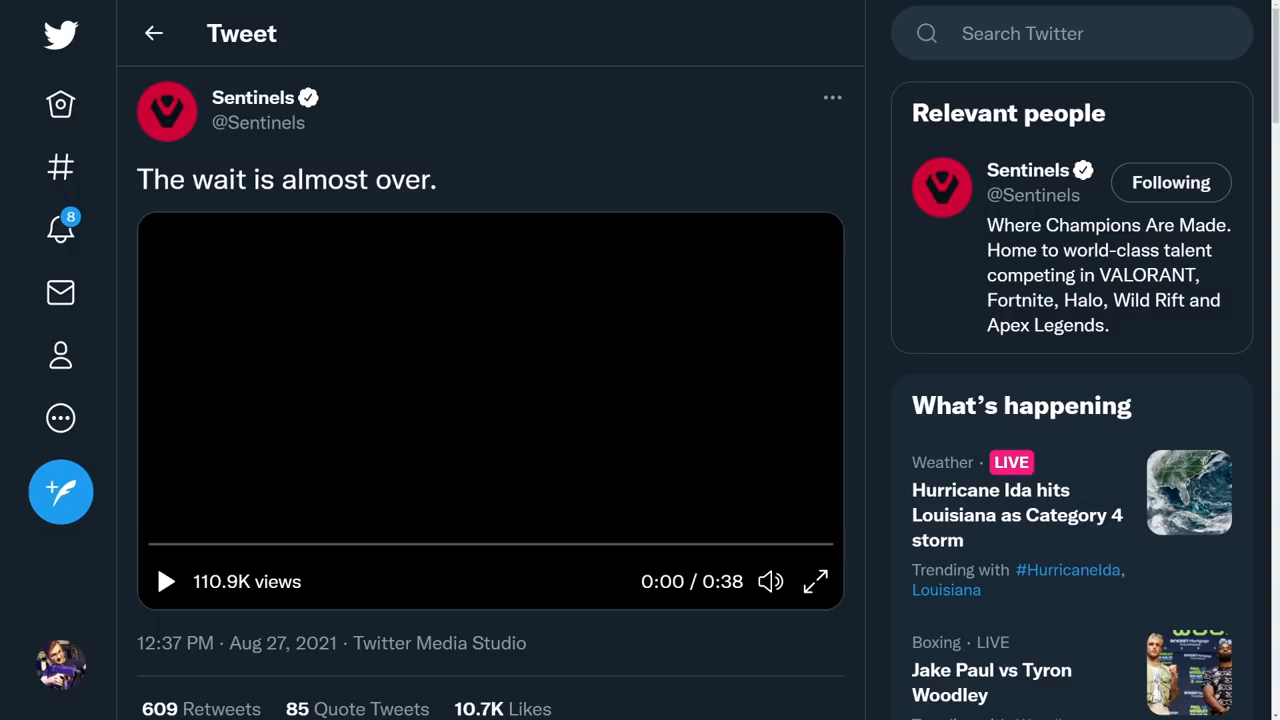 Tweet
Search Twitter
Sentinels
@Sentinels
The wait is almost over.
110.9K views
0:00 / 0:38
12:37 PM · Aug 27, 2021 · Twitter Media Studio
609 Retweets 85 Quote Tweets 10.7K Likes
8
Relevant people
Sentinels
@Sentinels
Following
Where Champions Are Made.
Home to world-class talent
competing in VALORANT,
Fortnite, Halo, Wild Rift and
Apex Legends.
What's happening
Weather · LIVE
Hurricane Ida hits
Louisiana as Category 4
storm
Trending with #HurricaneIda,
Louisiana
Boxing · LIVE
Jake Paul vs Tyron
Woodley